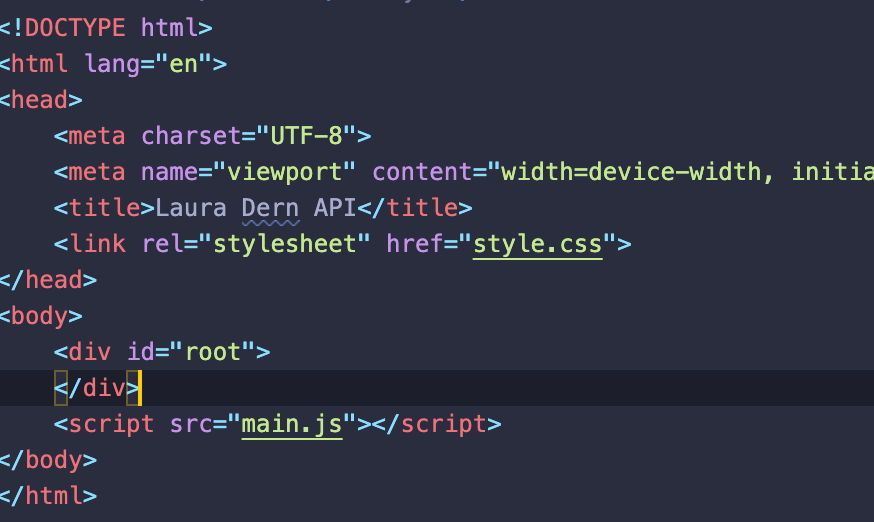 <!DOCTYPE html>
<html lang="en">
<head>
    <meta charset="UTF-8">
    <meta name="viewport" content="width=device-width, initia
    <title>Laura Dern API</title>
    <link rel="stylesheet" href="style.css">
</head>
<body>
    <div id="root">
    </div>
    <script src="main.js"></script>
</body>
</html>